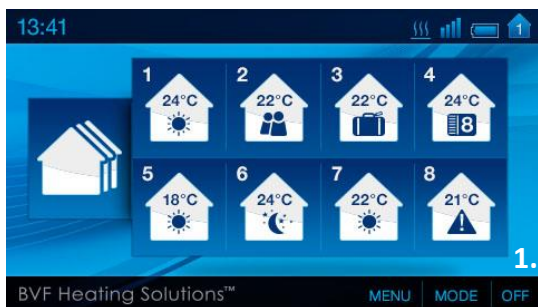 13:41
1
1 2 3 4
24°C 22°C 22°C 24°C
8
5 6 7 8
18°C 24°C 22°C 21°C
1.
BVF Heating Solutions™ MENU MODE OFF